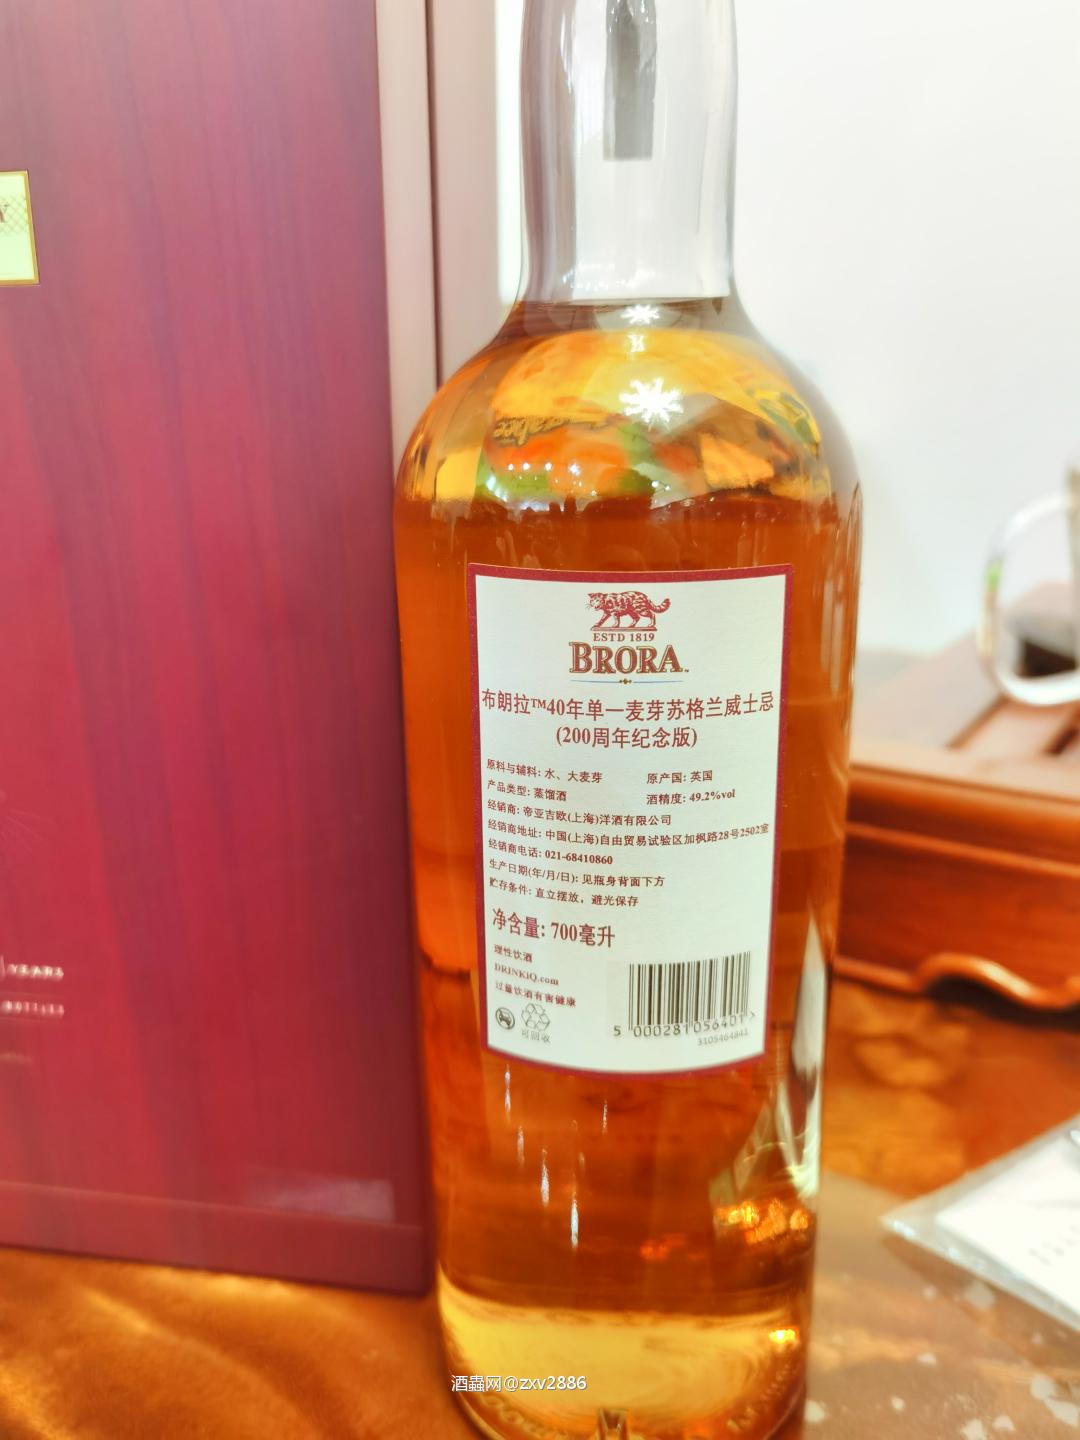 ESTD 1819
BRORA™
布朗拉™40年单一麦芽苏格兰威士忌
(200周年纪念版)
原料与辅料: 水、大麦芽 原产国: 英国
产品类型: 蒸馏酒 酒精度: 49.2%vol
经销商: 帝亚吉欧(上海)洋酒有限公司
经销商地址: 中国(上海)自由贸易试验区加枫路28号2502室
经销商电话: 021-68410860
生产日期(年/月/日): 见瓶身背面下方
贮存条件: 直立摆放，避光保存
净含量: 700毫升
理性饮酒
DRINKiQ.com
过量饮酒有害健康
可回收
5 000281 056401 >
3105464841
YEARS
酒蟲网@zxv2886